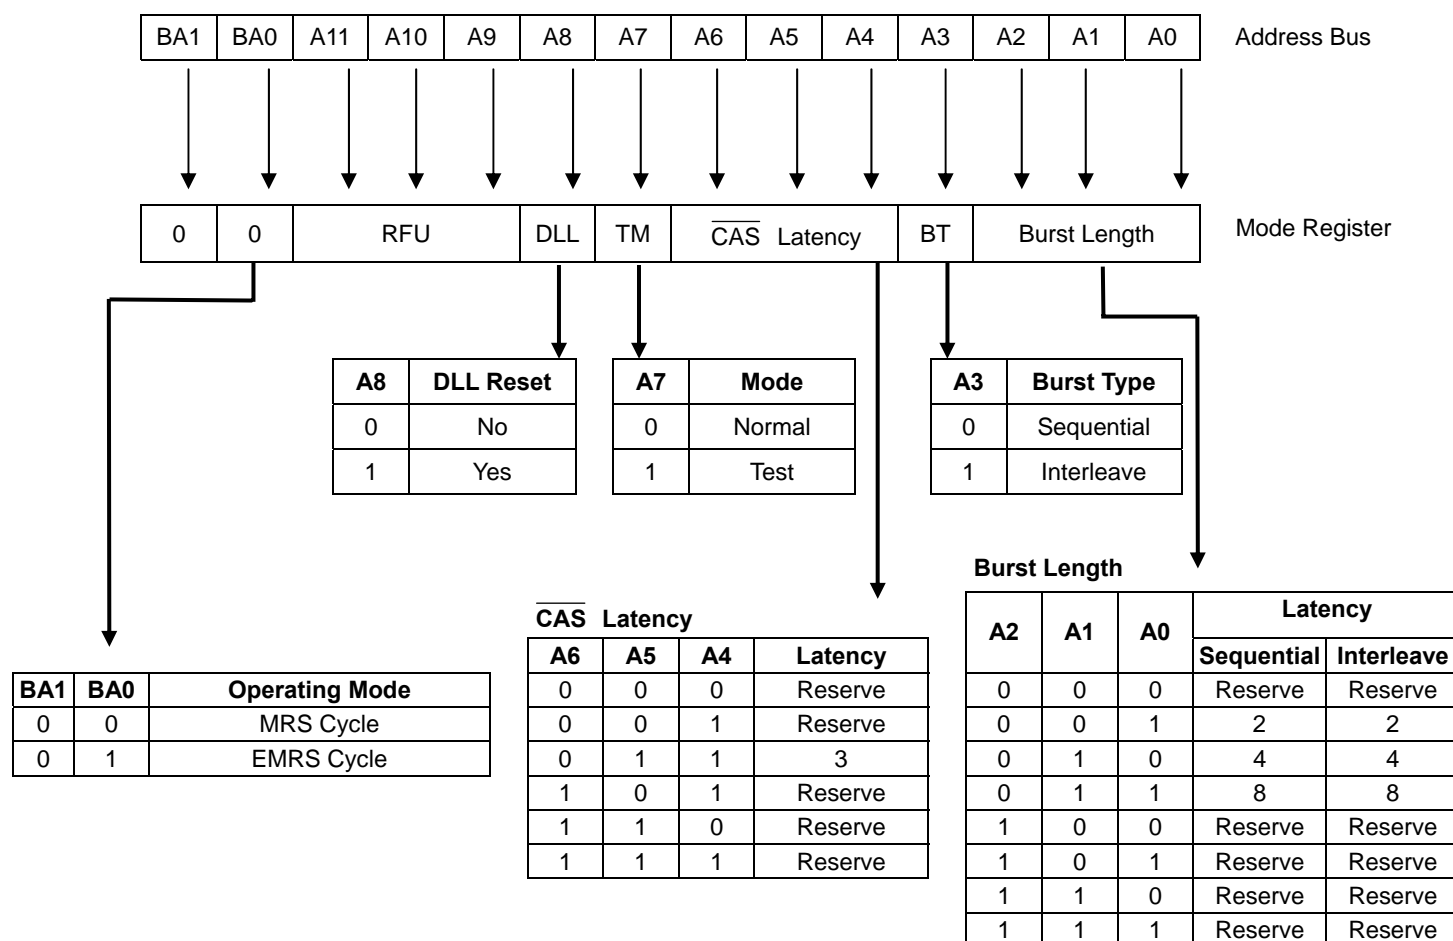 BA1 BA0 A11 A10 A9 A8 A7 A6 A5 A4 A3 A2 A1 A0 Address Bus
0 0 RFU DLL TM CAS Latency BT Burst Length Mode Register
A8 DLL Reset
0 No
1 Yes
A7 Mode
0 Normal
1 Test
A3 Burst Type
0 Sequential
1 Interleave
BA1 BA0 Operating Mode
0 0 MRS Cycle
0 1 EMRS Cycle
CAS Latency
A6 A5 A4 Latency
0 0 0 Reserve
0 0 1 Reserve
0 1 1 3
1 0 1 Reserve
1 1 0 Reserve
1 1 1 Reserve
Burst Length
A2 A1 A0 Latency
Sequential Interleave
0 0 0 Reserve Reserve
0 0 1 2 2
0 1 0 4 4
0 1 1 8 8
1 0 0 Reserve Reserve
1 0 1 Reserve Reserve
1 1 0 Reserve Reserve
1 1 1 Reserve Reserve